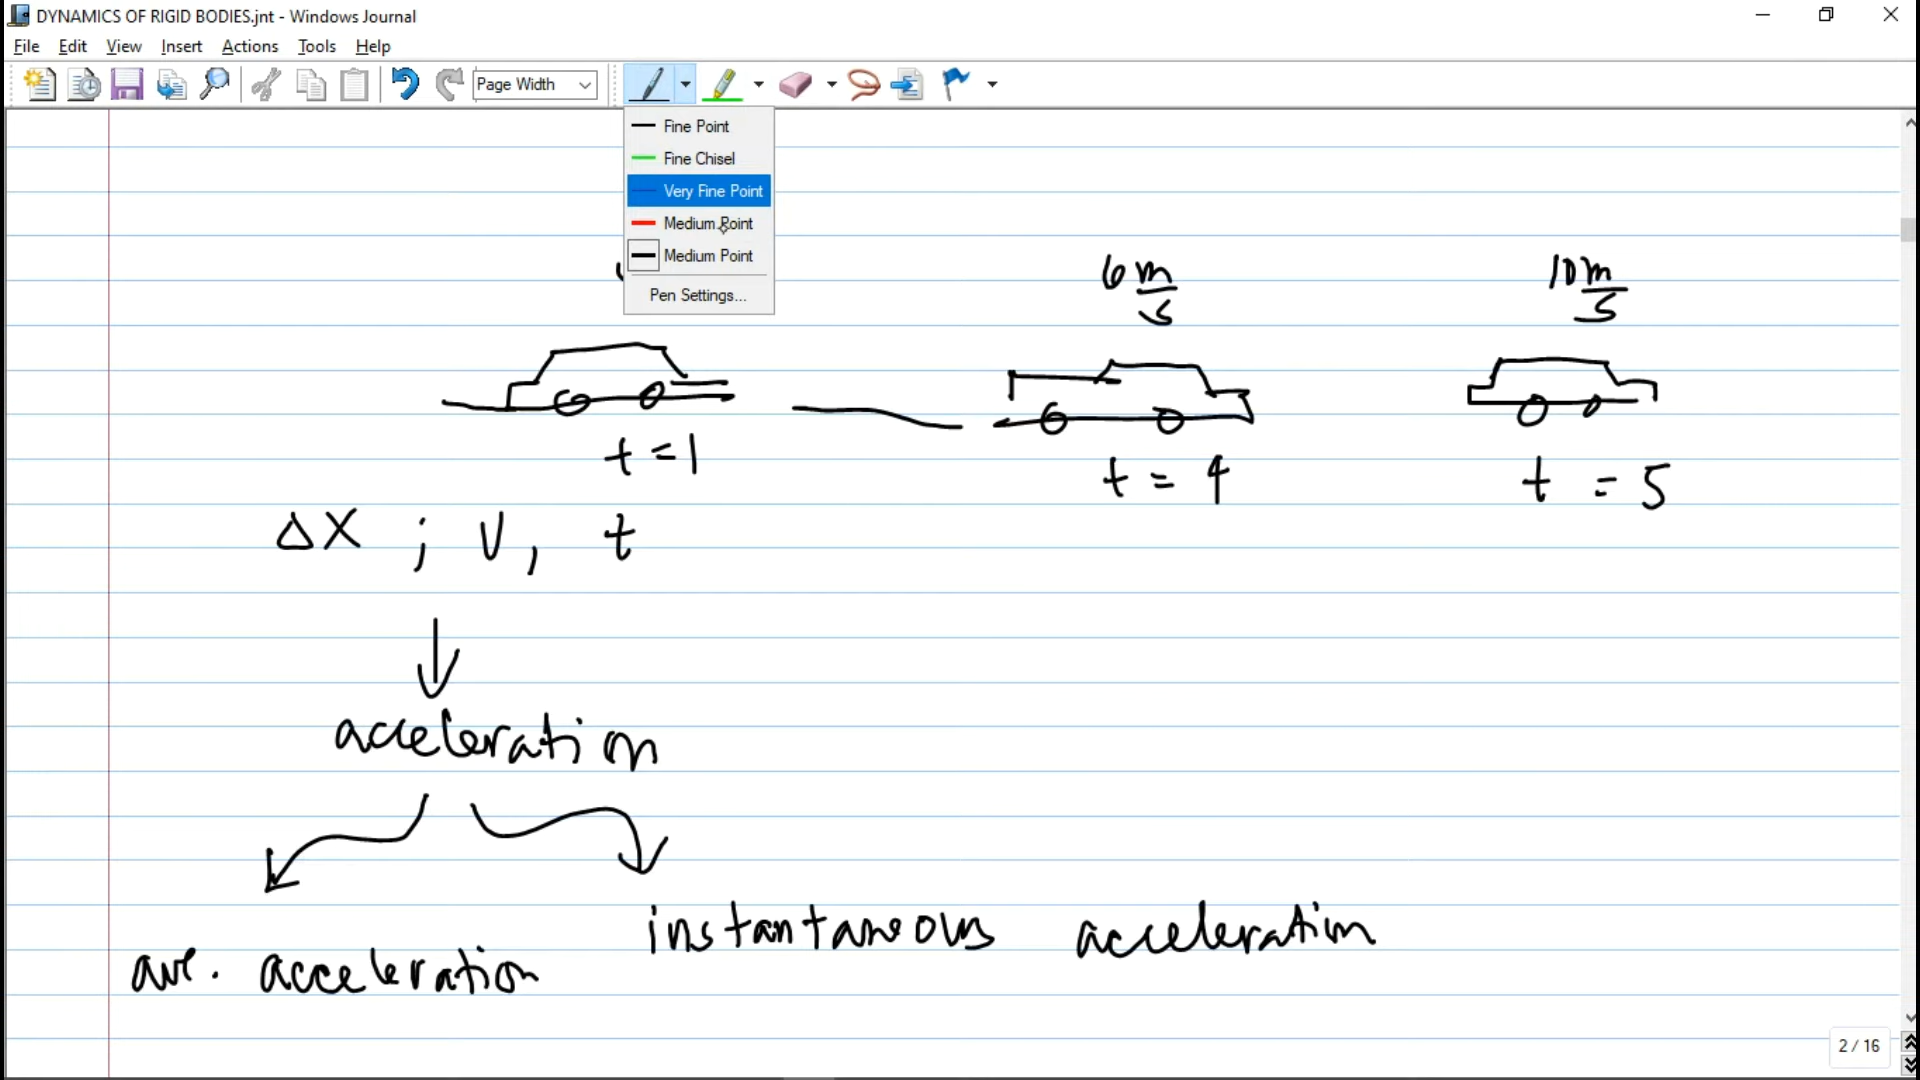 DYNAMICS OF RIGID BODIES.jnt - Windows Journal
File Edit View Insert Actions Tools Help
Page Width
Fine Point
Fine Chisel
Very Fine Point
Medium Point
Medium Point
Pen Settings...
6 m/s 10 m/s
t = 1 t = 4 t = 5
ΔX ; V, t
acceleration
instantaneous acceleration
ave. acceleration
2 / 16